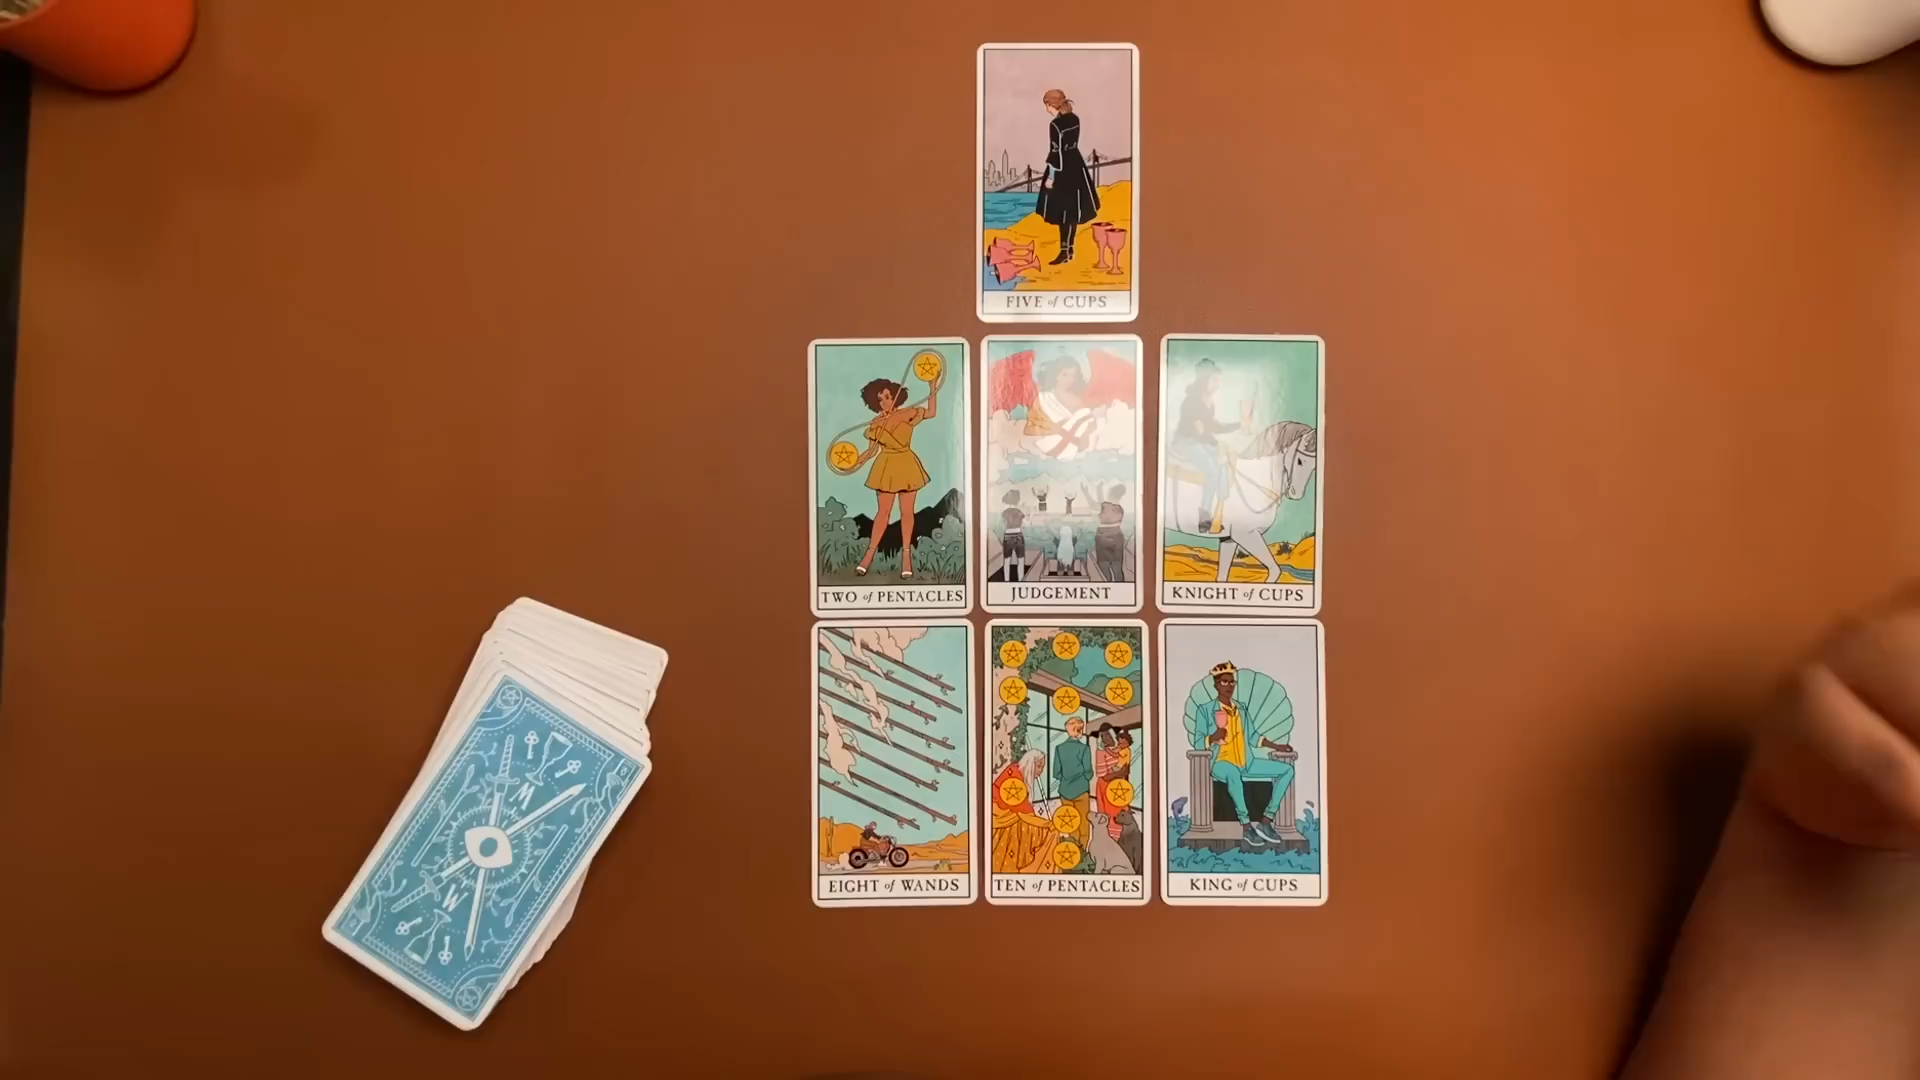 FIVE of CUPS
TWO of PENTACLES
JUDGEMENT
KNIGHT of CUPS
EIGHT of WANDS
TEN of PENTACLES
KING of CUPS
M
W